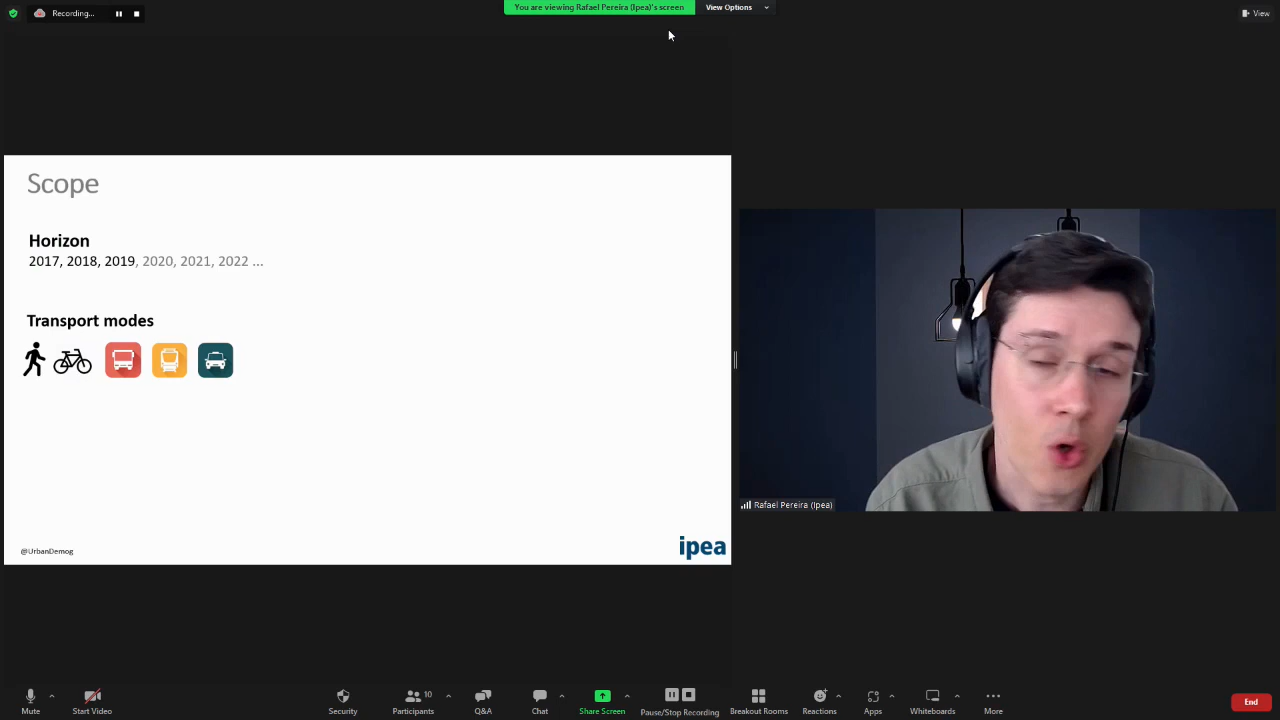 Recording...
You are viewing Rafael Pereira (Ipea)'s screen
View Options
View
Scope
Horizon
2017, 2018, 2019, 2020, 2021, 2022 ...
Transport modes
@UrbanDemog
ipea
Rafael Pereira (Ipea)
Mute
Start Video
Security
Participants
10
Q&A
Chat
Share Screen
Pause/Stop Recording
Breakout Rooms
Reactions
Apps
Whiteboards
More
End